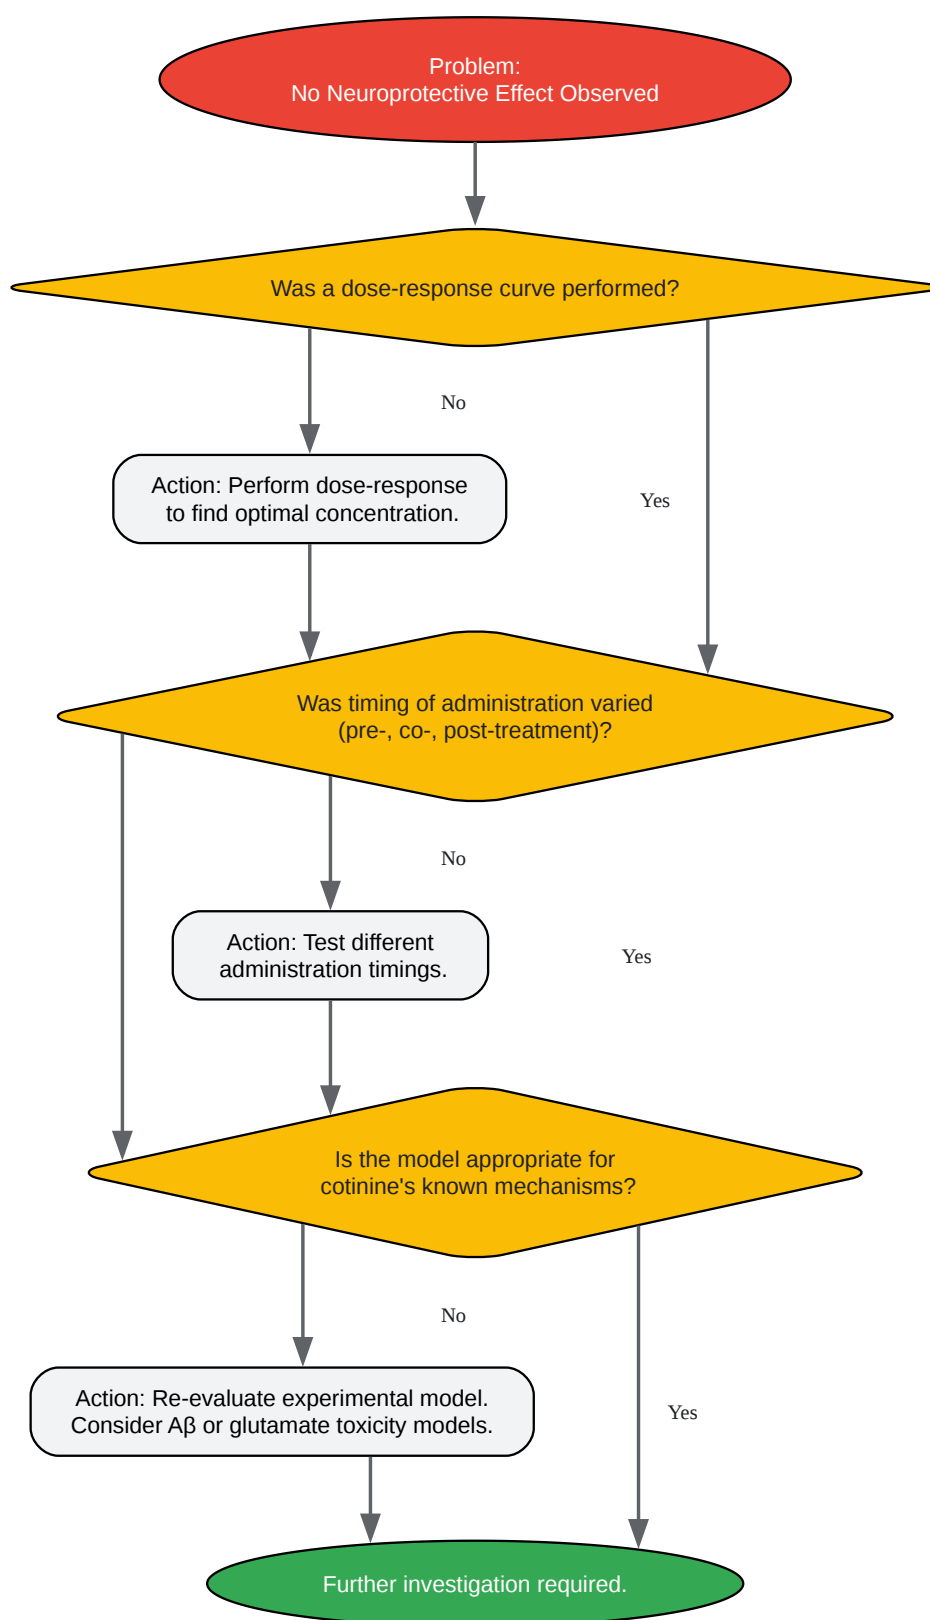 Problem:
No Neuroprotective Effect Observed
Was a dose-response curve performed?
No
Action: Perform dose-response
to find optimal concentration.
Yes
Was timing of administration varied
(pre-, co-, post-treatment)?
No
Action: Test different
administration timings.
Yes
Is the model appropriate for
cotinine's known mechanisms?
No
Action: Re-evaluate experimental model.
Consider Aβ or glutamate toxicity models.
Yes
Further investigation required.